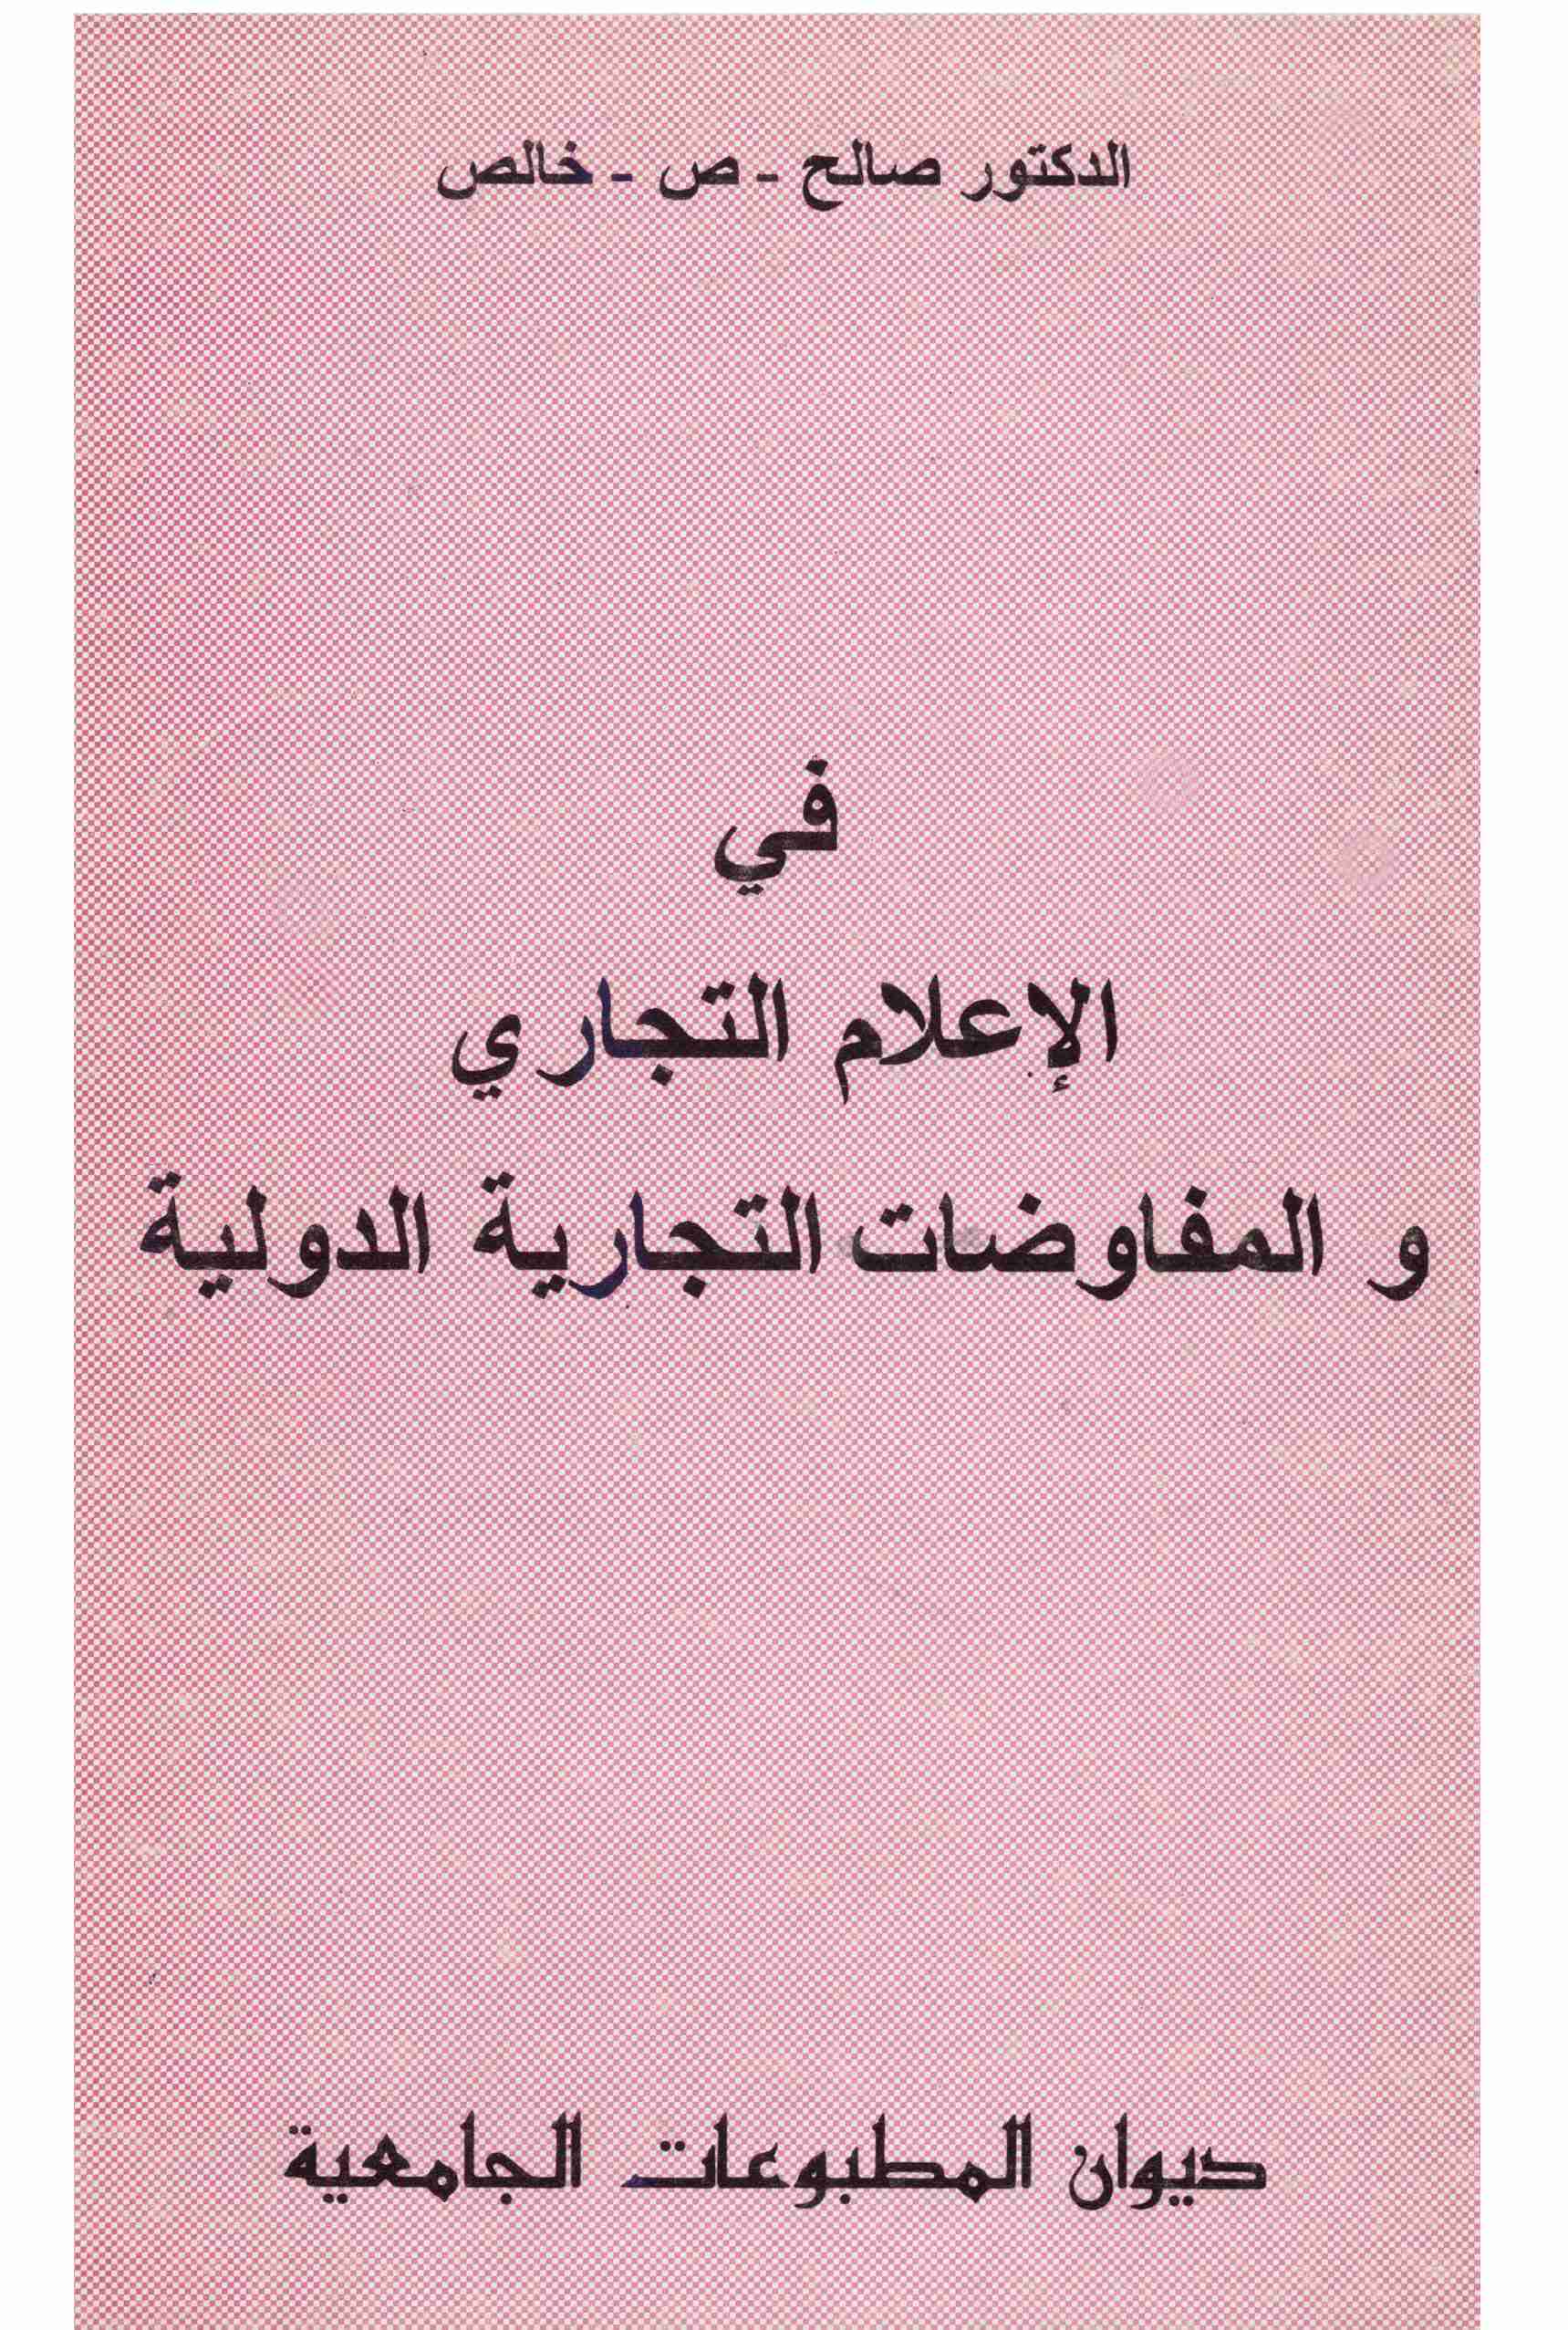 الدكتور صالح - ص - خالص
في
الإعلام التجاري
و المفاوضات التجارية الدولية
ديوان المطبوعات الجامعية